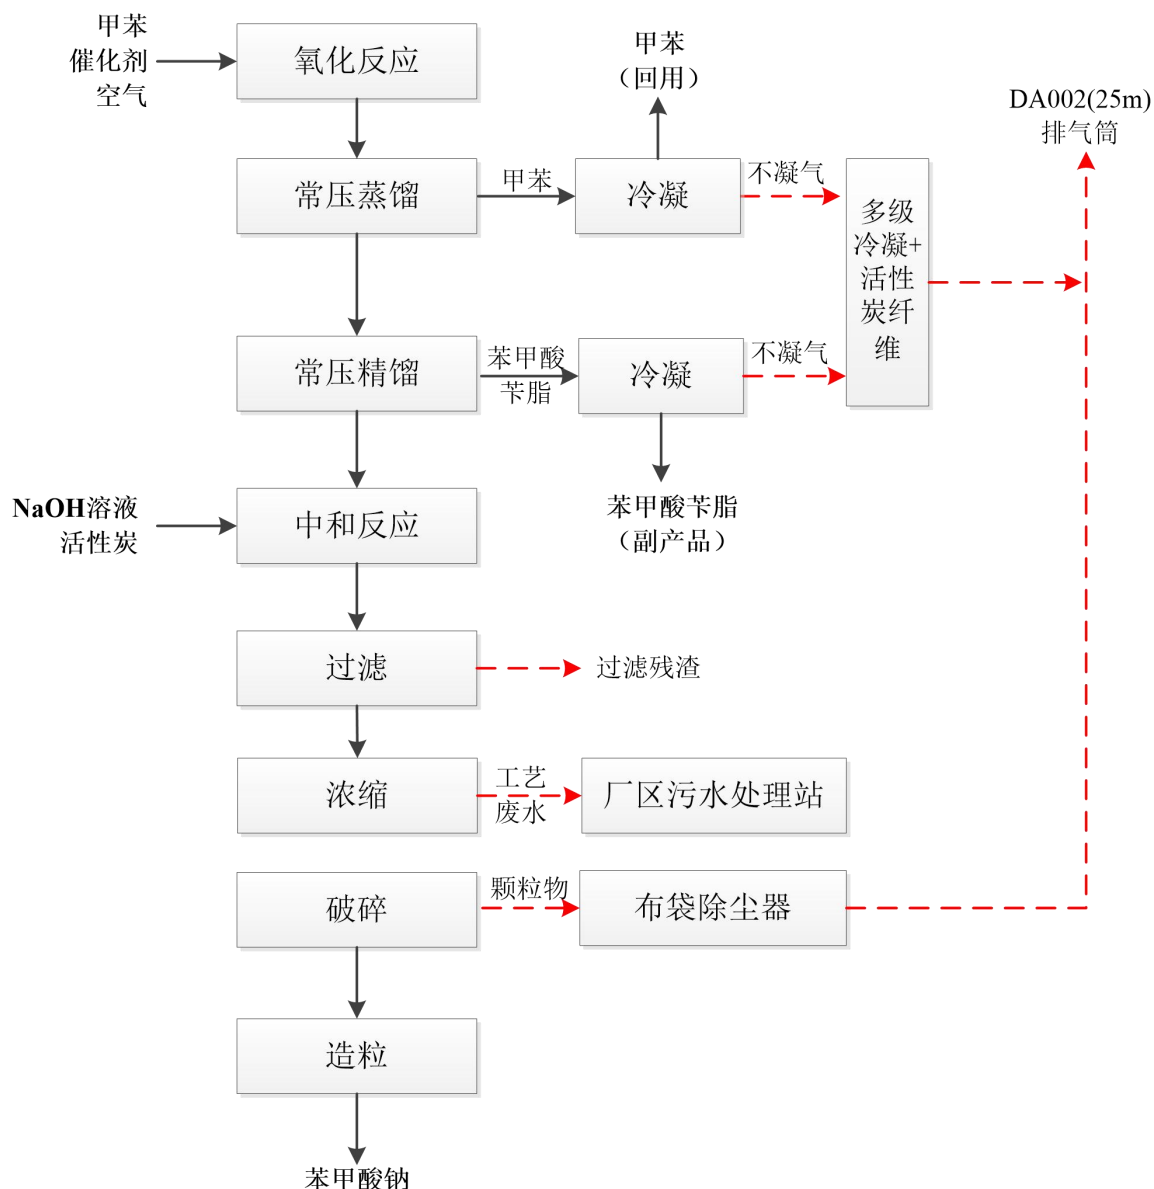 甲苯
催化剂
空气
氧化反应
甲苯
（回用）
DA002(25m)
排气筒
常压蒸馏
甲苯
冷凝
不凝气
多级
冷凝+
活性
炭纤
维
常压精馏
苯甲酸
苄脂
冷凝
不凝气
苯甲酸苄脂
（副产品）
NaOH溶液
活性炭
中和反应
过滤
过滤残渣
浓缩
工艺
废水
厂区污水处理站
破碎
颗粒物
布袋除尘器
造粒
苯甲酸钠